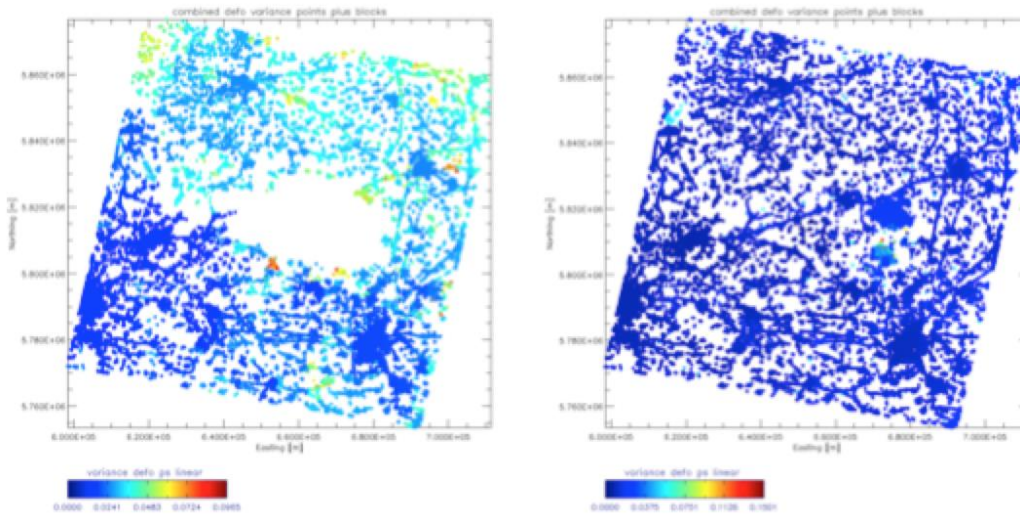 combined defo variance points plus blocks
5.860E+06
5.840E+06
5.820E+06
5.800E+06
5.780E+06
5.760E+06
Northing [m]
6.000E+05 6.200E+05 6.400E+05 6.600E+05 6.800E+05 7.000E+05
Easting [m]
variance defo ps linear
0.0000 0.0241 0.0483 0.0724 0.0965
combined defo variance points plus blocks
5.860E+06
5.840E+06
5.820E+06
5.800E+06
5.780E+06
5.760E+06
Northing [m]
6.000E+05 6.200E+05 6.400E+05 6.600E+05 6.800E+05 7.000E+05
Easting [m]
variance defo ps linear
0.0000 0.0375 0.0751 0.1126 0.1501